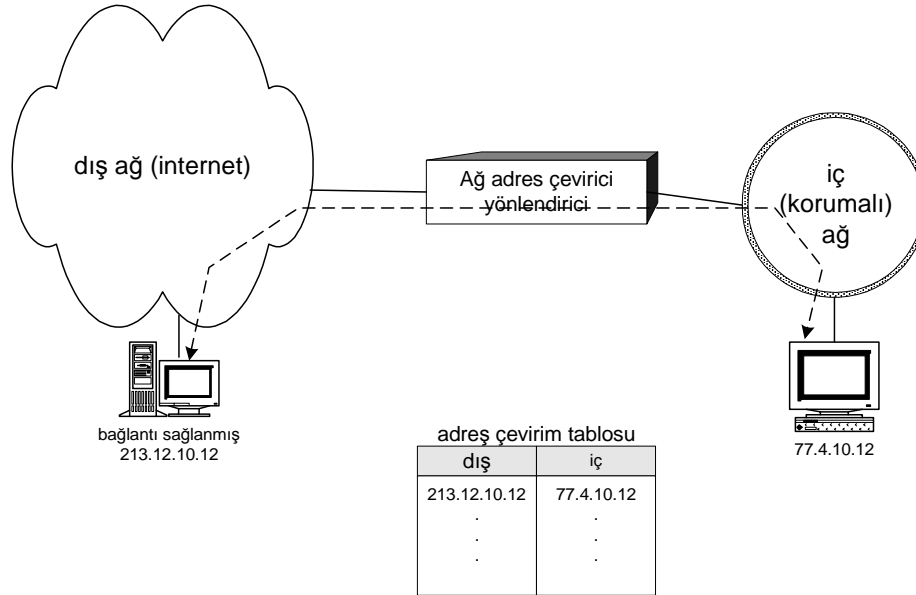 dış ağ (internet)
Ağ adres çevirici
yönlendirici
iç
(korumalı)
ağ
bağlantı sağlanmış
213.12.10.12
77.4.10.12
adreş çevirim tablosu
dış iç
213.12.10.12 77.4.10.12
. .
. .
. .